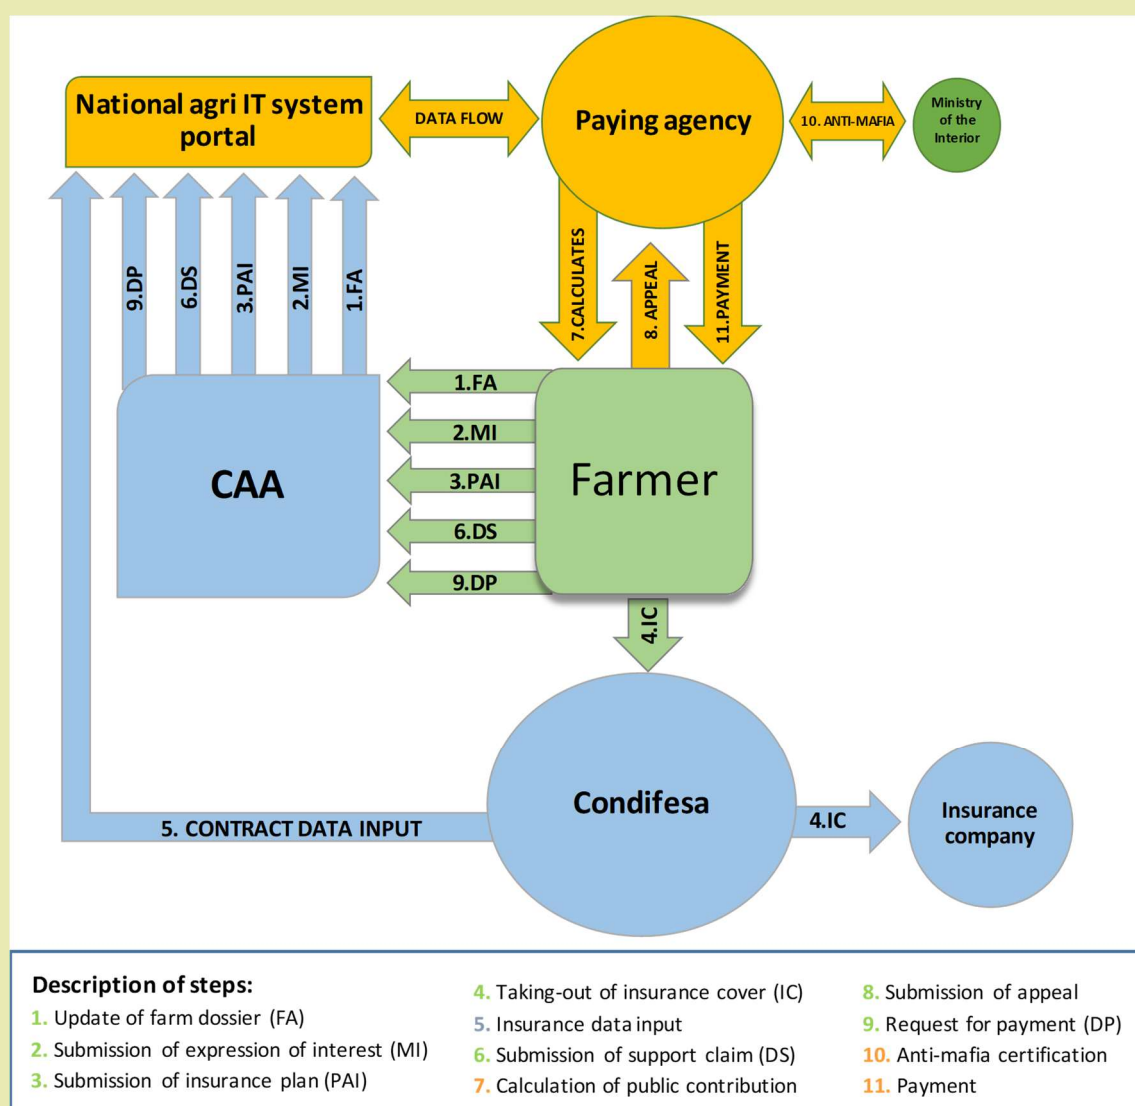 National agri IT system
portal
DATA FLOW
Paying agency
10. ANTI-MAFIA
Ministry
of the
Interior
9.DP
6.DS
3.PAI
2.MI
1.FA
7.CALCULATES
8. APPEAL
11.PAYMENT
CAA
1.FA
2.MI
3.PAI
6.DS
9.DP
Farmer
4.IC
Condifesa
5. CONTRACT DATA INPUT
4.IC
Insurance
company
Description of steps:
1. Update of farm dossier (FA)
2. Submission of expression of interest (MI)
3. Submission of insurance plan (PAI)
4. Taking-out of insurance cover (IC)
5. Insurance data input
6. Submission of support claim (DS)
7. Calculation of public contribution
8. Submission of appeal
9. Request for payment (DP)
10. Anti-mafia certification
11. Payment